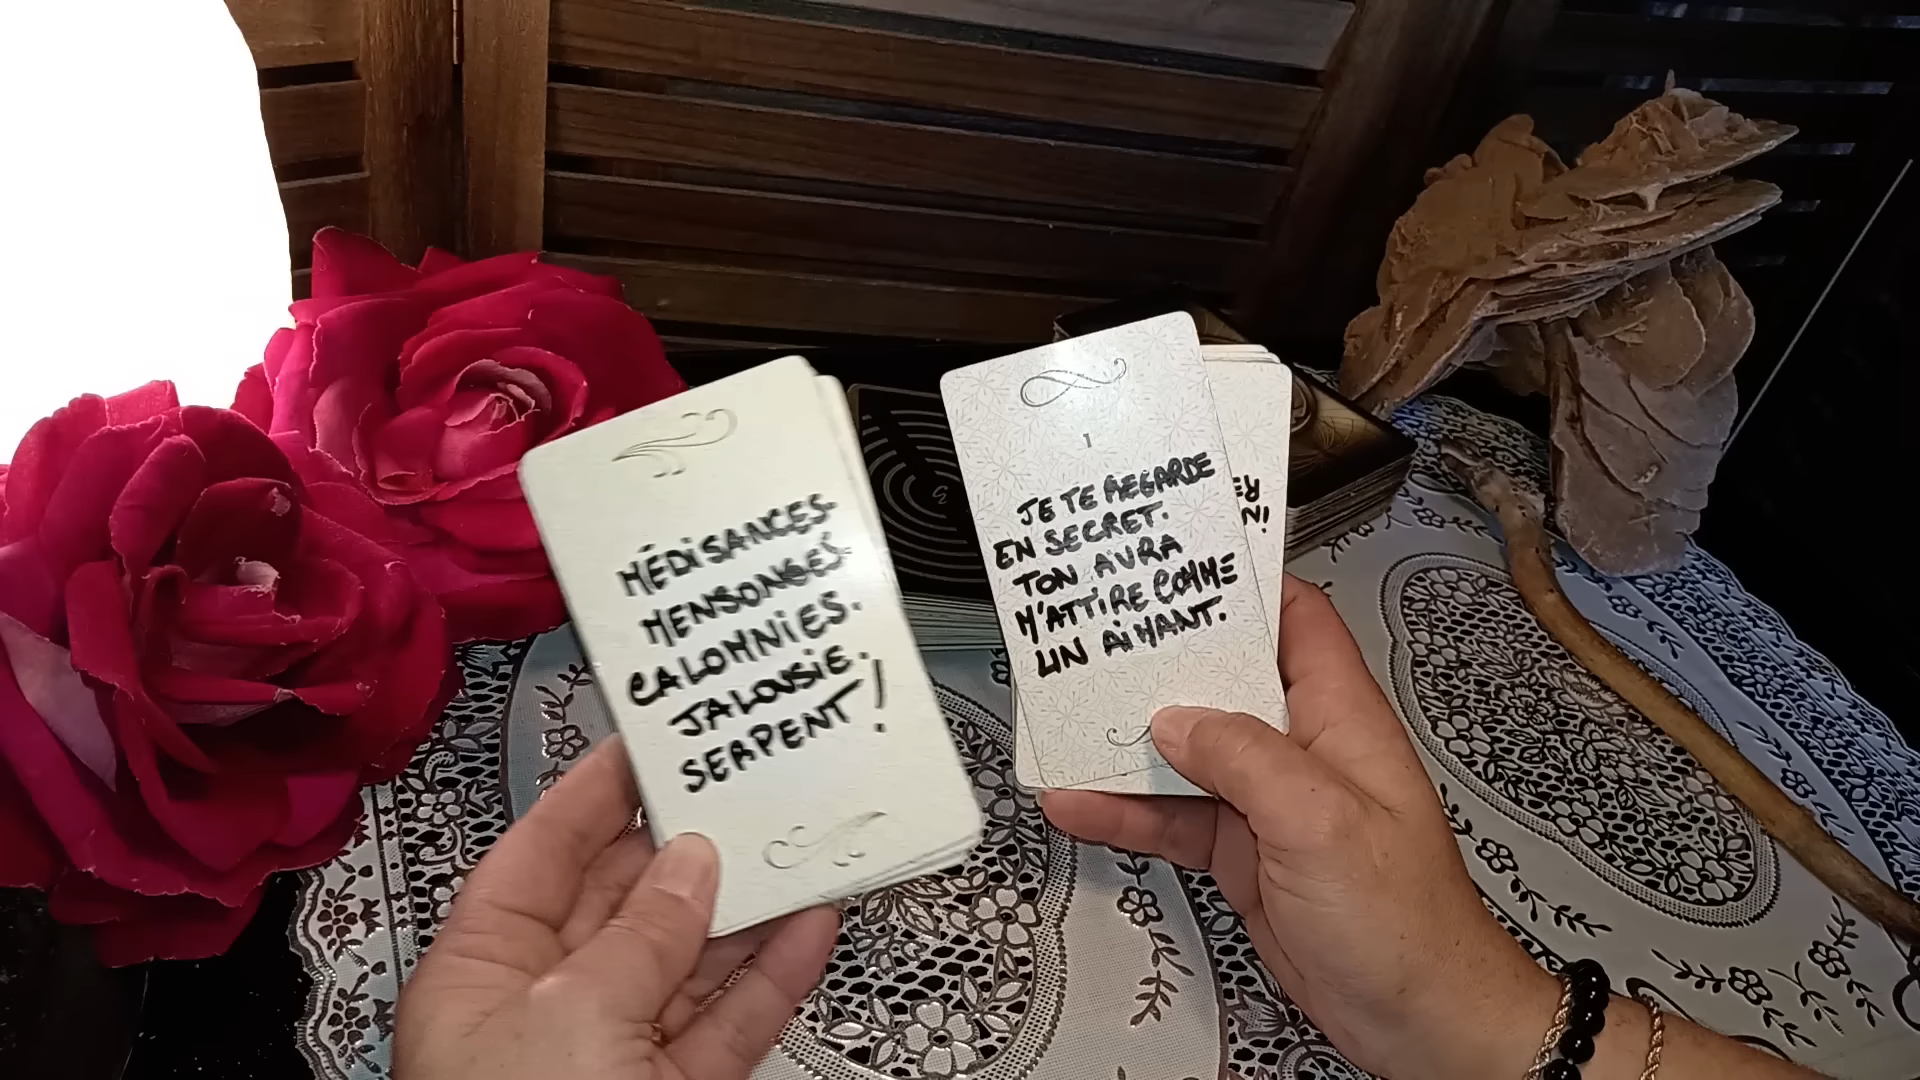 MÉDISANCES-
MENSONGES-
CALOMNIES.
JALOUSIE.
SERPENT !
1
JE TE REGARDE
EN SECRET.
TON AURA
M'ATTIRE COMME
UN AIMANT.